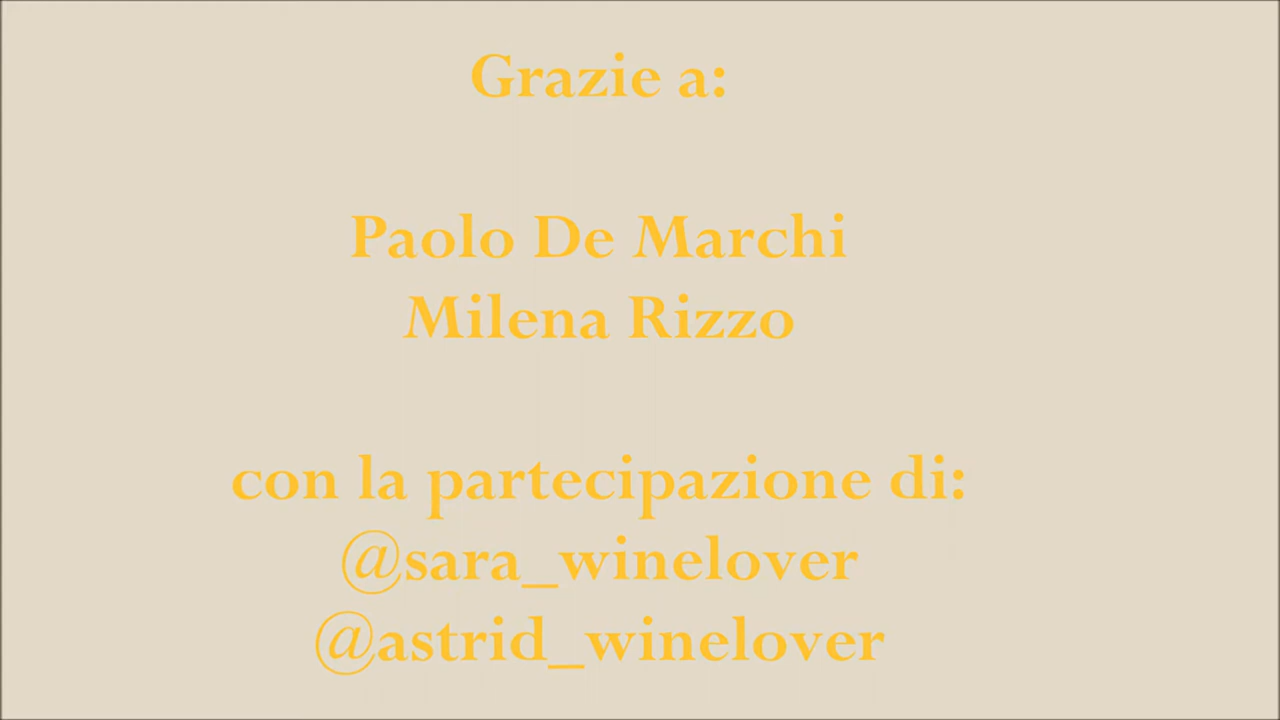 Grazie a:
Paolo De Marchi
Milena Rizzo
con la partecipazione di:
@sara_winelover
@astrid_winelover